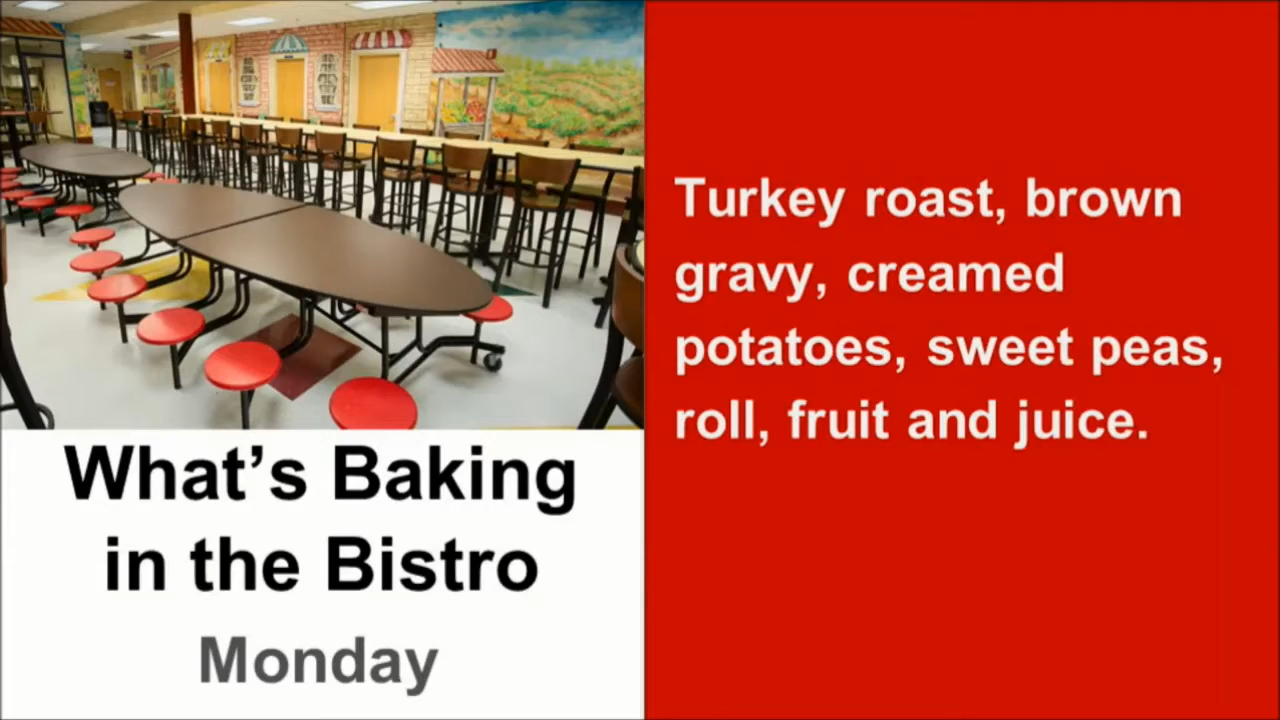 What's Baking
in the Bistro
Monday
Turkey roast, brown
gravy, creamed
potatoes, sweet peas,
roll, fruit and juice.